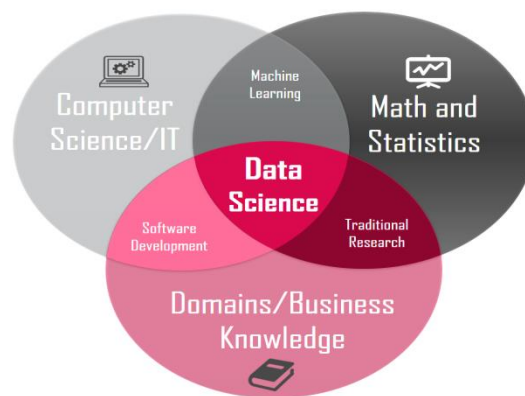 Machine
Learning
Computer
Science/IT
Math and
Statistics
Data
Science
Software
Development
Traditional
Research
Domains/Business
Knowledge